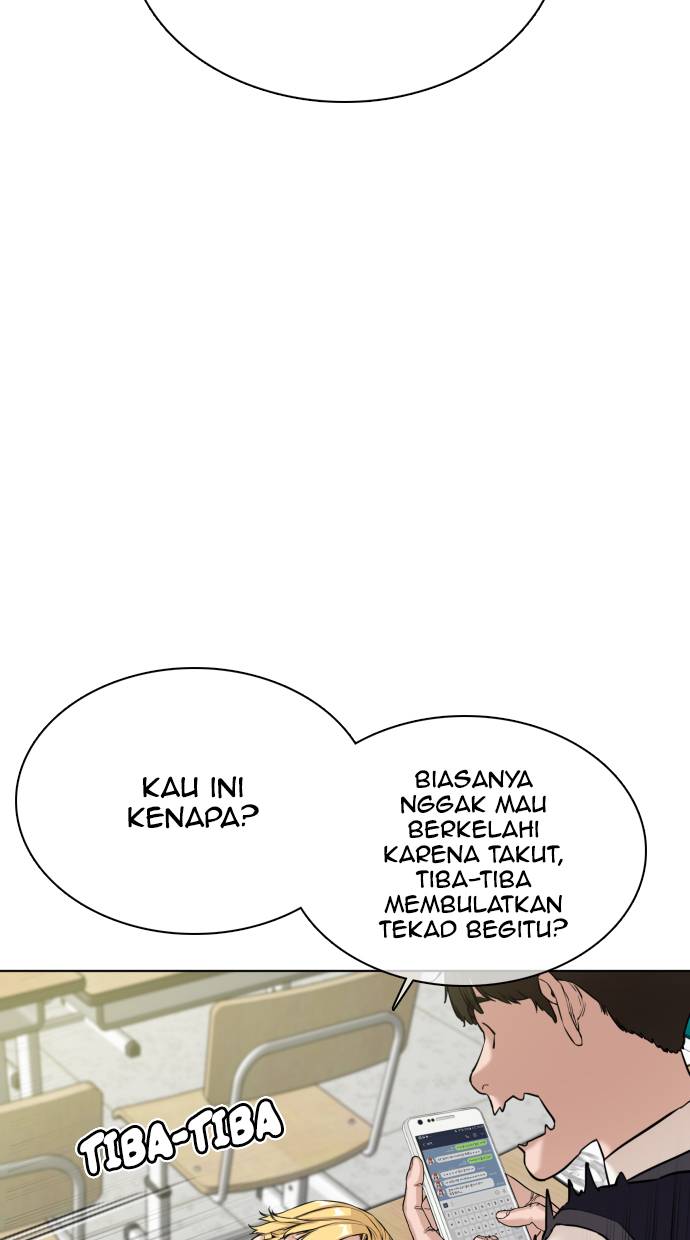 KAU INI
KENAPA?
BIASANYA
NGGAK MAU
BERKELAHI
KARENA TAKUT,
TIBA-TIBA
MEMBULATKAN
TEKAD BEGITU?
TIBA-TIBA